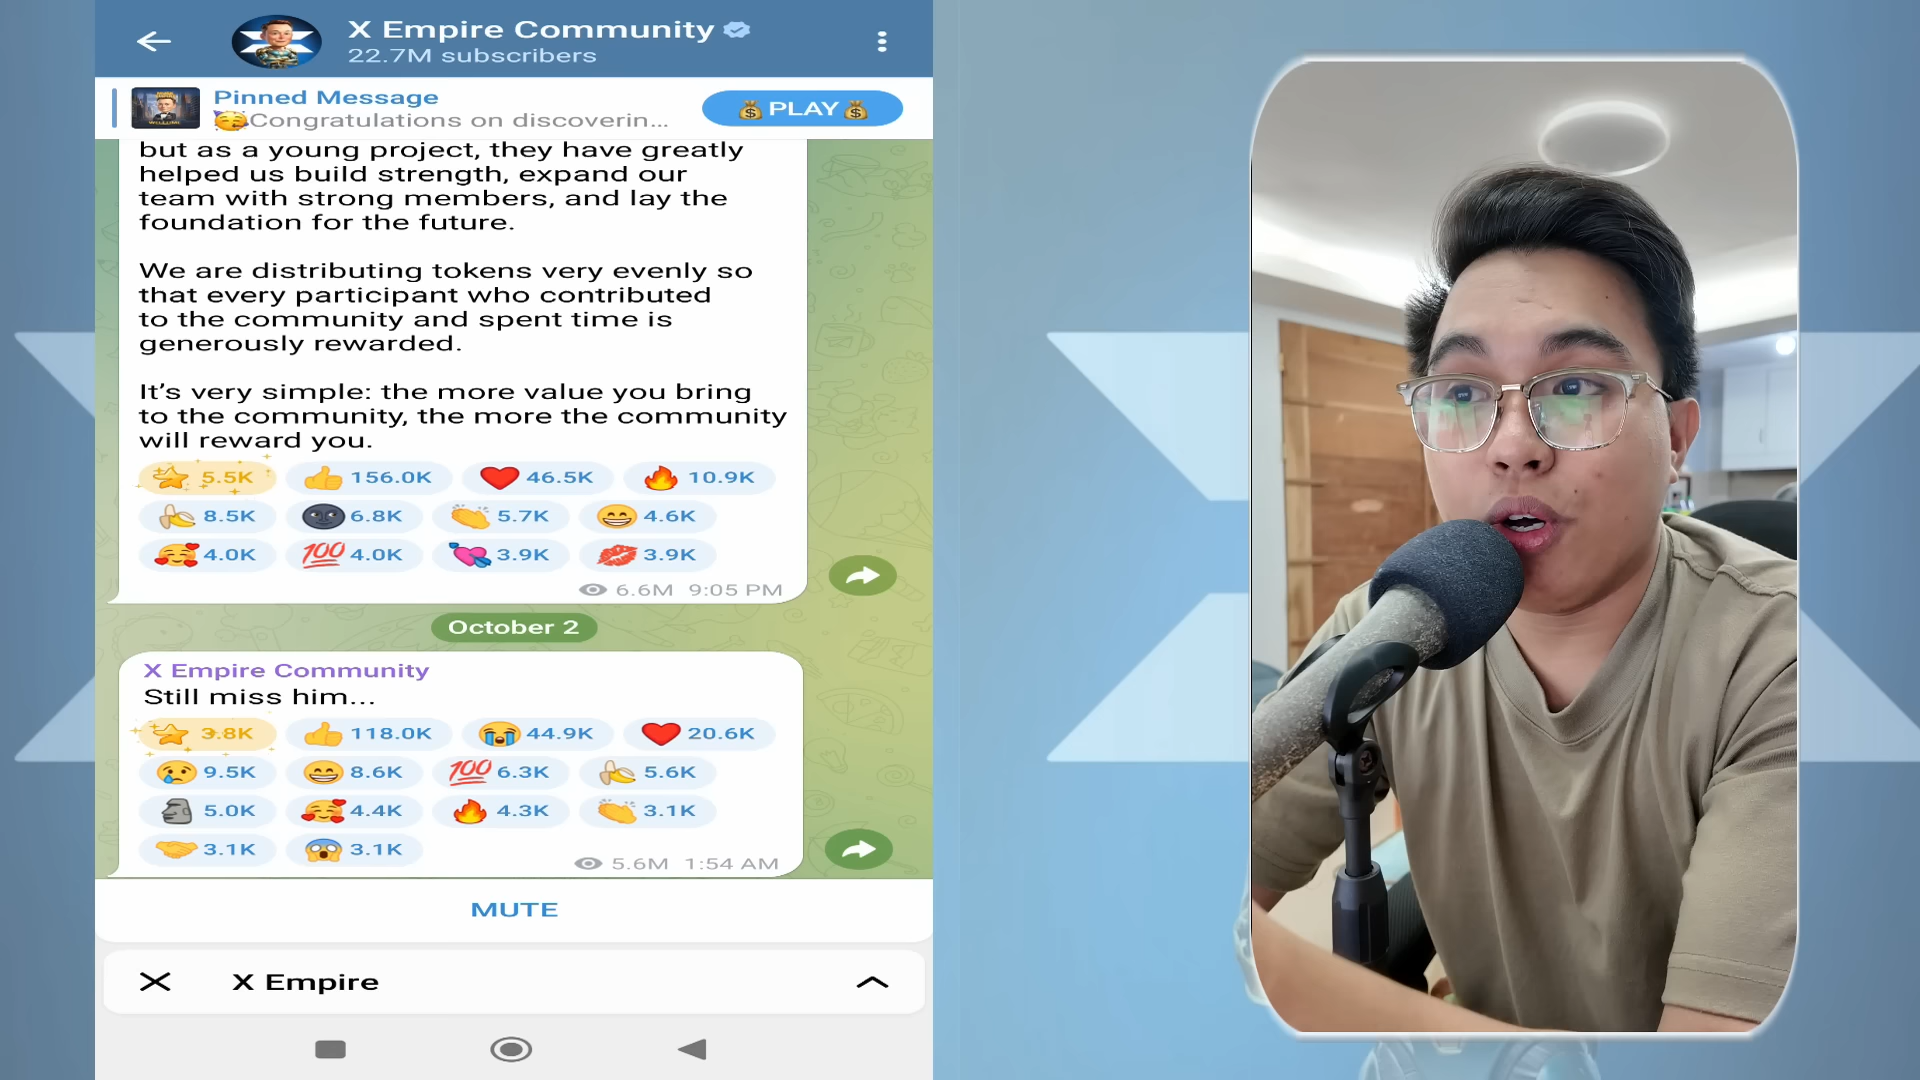 X Empire Community
22.7M subscribers
Pinned Message
🥳Congratulations on discoverin...
💰 PLAY 💰
but as a young project, they have greatly
helped us build strength, expand our
team with strong members, and lay the
foundation for the future.
We are distributing tokens very evenly so
that every participant who contributed
to the community and spent time is
generously rewarded.
It’s very simple: the more value you bring
to the community, the more the community
will reward you.
⭐ 5.5K 👍 156.0K ❤️ 46.5K 🔥 10.9K
🍌 8.5K 🌚 6.8K 👏 5.7K 😁 4.6K
🥰 4.0K 💯 4.0K 💘 3.9K 💋 3.9K
6.6M 9:05 PM
October 2
X Empire Community
Still miss him...
⭐ 3.8K 👍 118.0K 😭 44.9K ❤️ 20.6K
😢 9.5K 😁 8.6K 💯 6.3K 🍌 5.6K
🗿 5.0K 🥰 4.4K 🔥 4.3K 👏 3.1K
🤝 3.1K 😱 3.1K
5.6M 1:54 AM
MUTE
X Empire